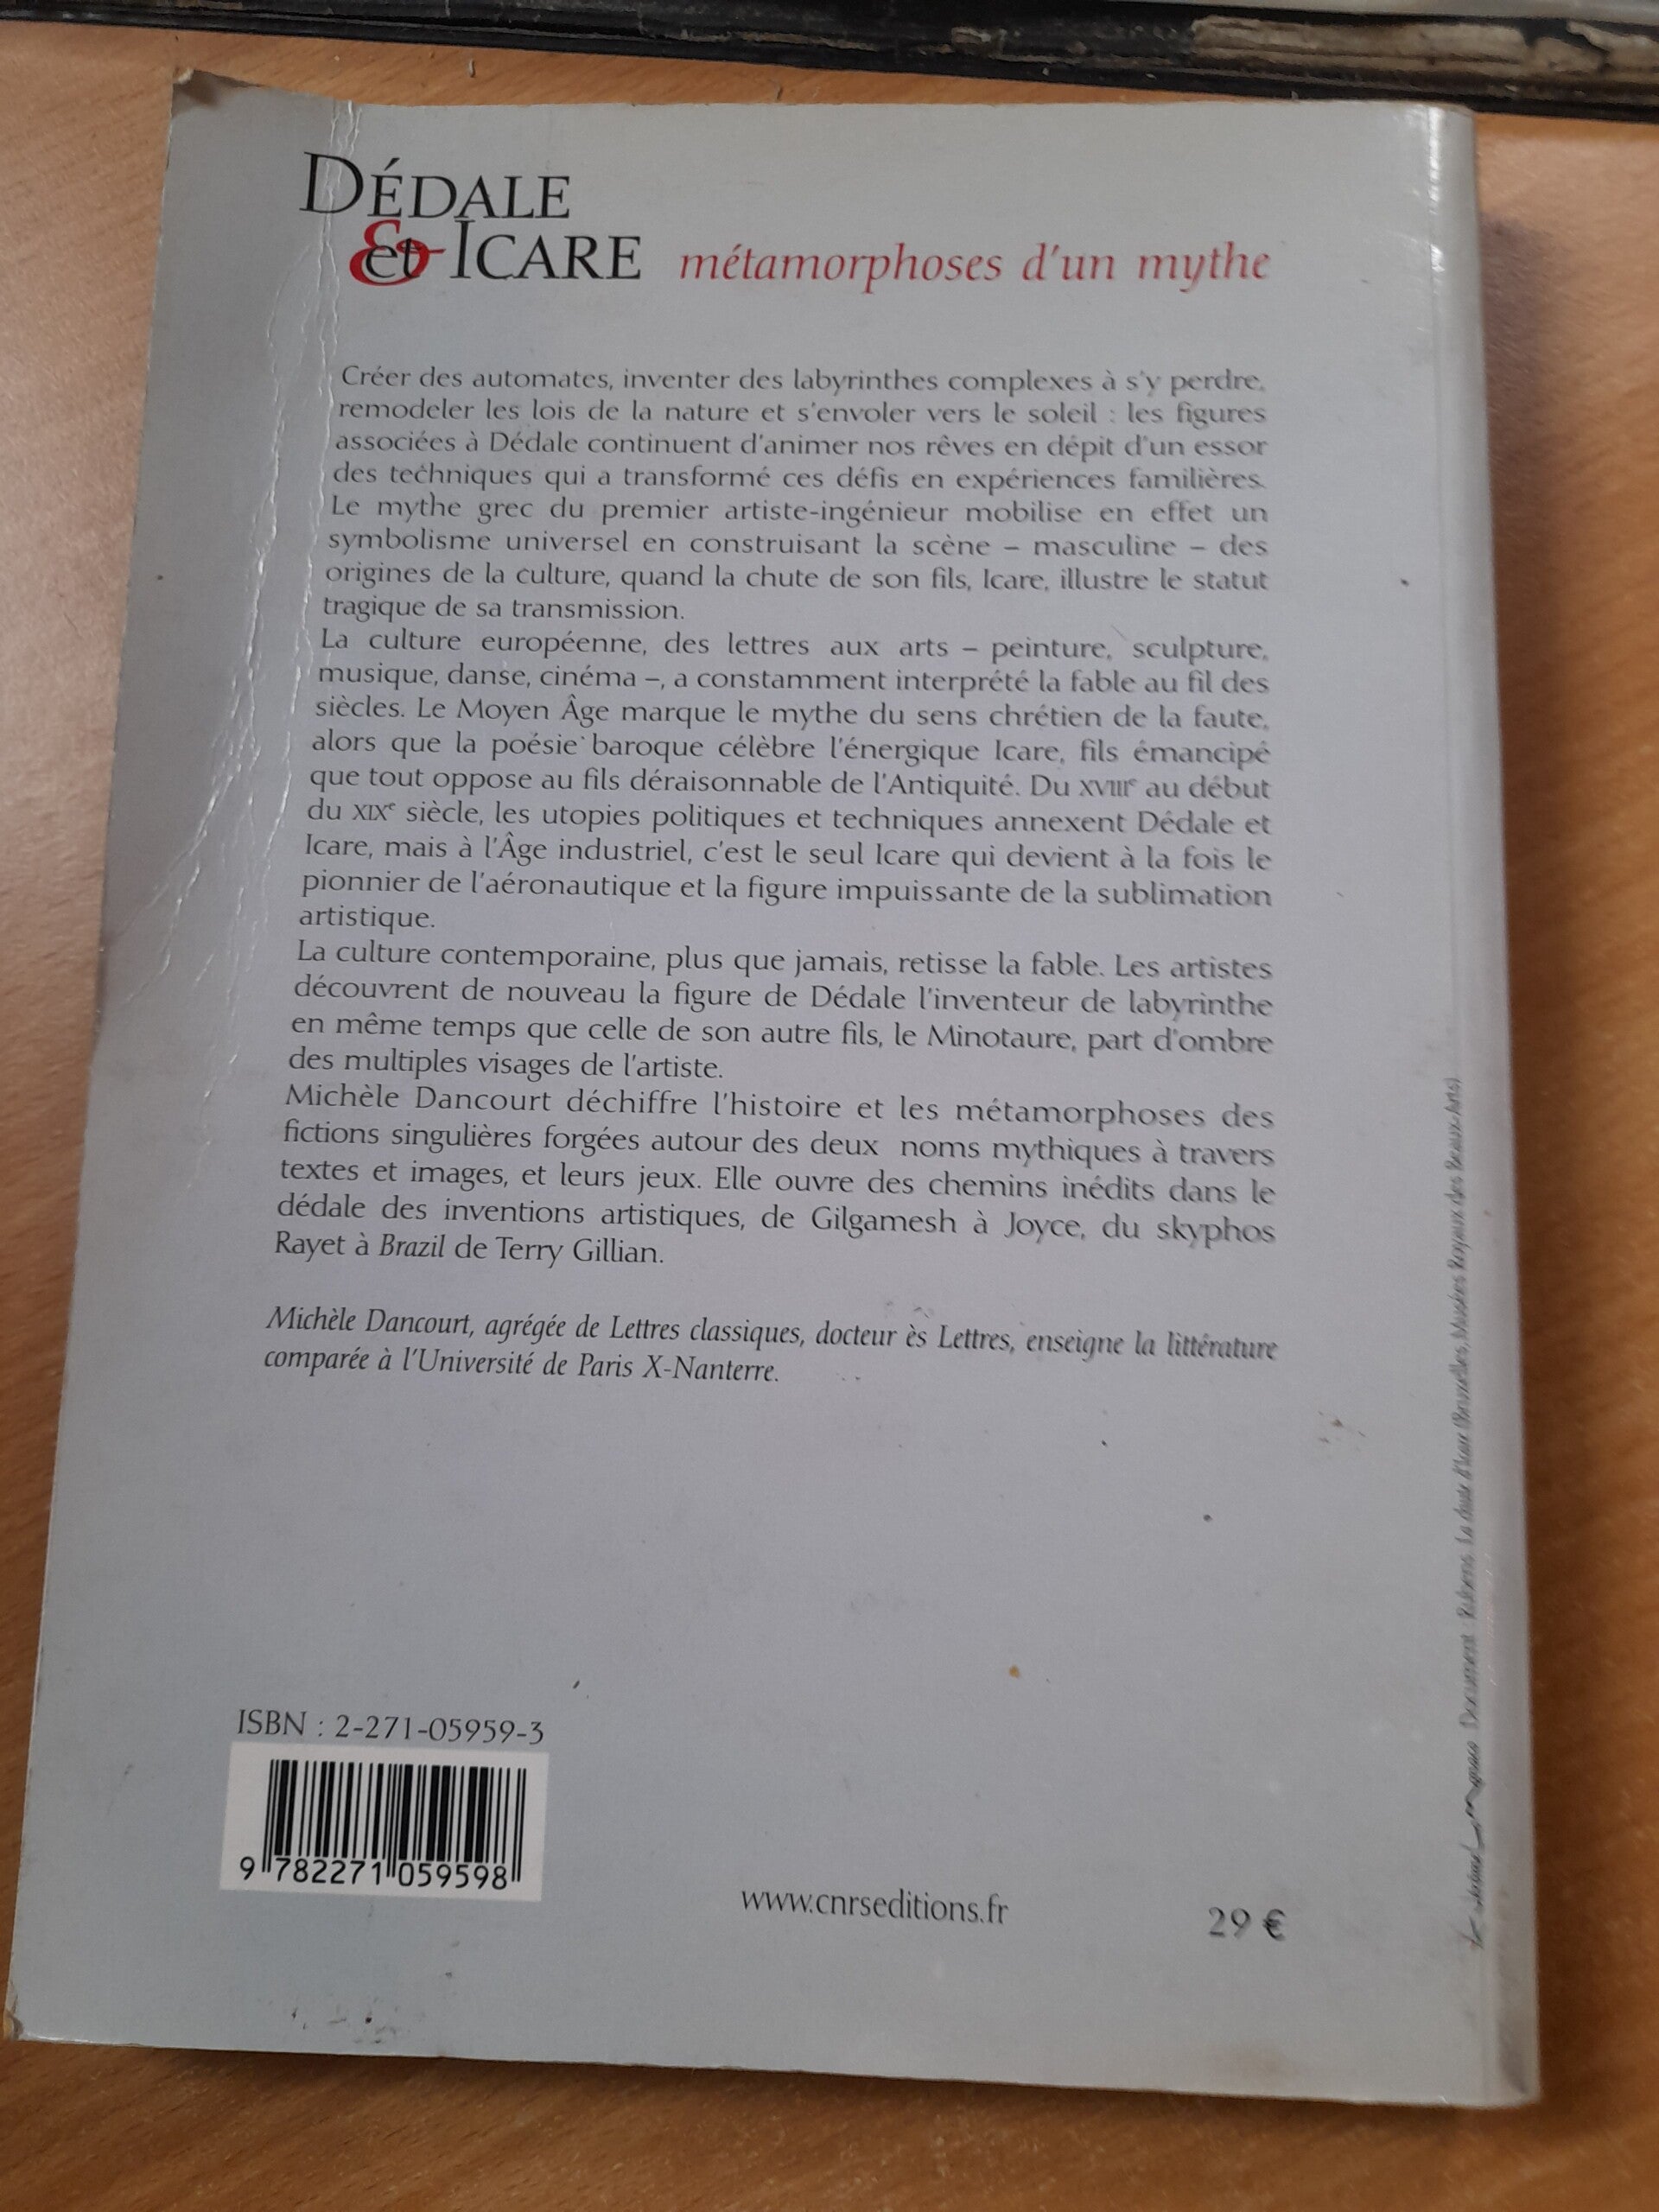 DÉDALE
& et ICARE métamorphoses d'un mythe
Créer des automates, inventer des labyrinthes complexes à s'y perdre,
remodeler les lois de la nature et s'envoler vers le soleil : les figures
associées à Dédale continuent d'animer nos rêves en dépit d'un essor
des techniques qui a transformé ces défis en expériences familières.
Le mythe grec du premier artiste-ingénieur mobilise en effet un
symbolisme universel en construisant la scène – masculine – des
origines de la culture, quand la chute de son fils, Icare, illustre le statut
tragique de sa transmission.
La culture européenne, des lettres aux arts – peinture, sculpture,
musique, danse, cinéma –, a constamment interprété la fable au fil des
siècles. Le Moyen Âge marque le mythe du sens chrétien de la faute,
alors que la poésie baroque célèbre l'énergique Icare, fils émancipé
que tout oppose au fils déraisonnable de l'Antiquité. Du XVIIIe au début
du XIXe siècle, les utopies politiques et techniques annexent Dédale et
Icare, mais à l'Âge industriel, c'est le seul Icare qui devient à la fois le
pionnier de l'aéronautique et la figure impuissante de la sublimation
artistique.
La culture contemporaine, plus que jamais, retisse la fable. Les artistes
découvrent de nouveau la figure de Dédale l'inventeur de labyrinthe
en même temps que celle de son autre fils, le Minotaure, part d'ombre
des multiples visages de l'artiste.
Michèle Dancourt déchiffre l'histoire et les métamorphoses des
fictions singulières forgées autour des deux noms mythiques à travers
textes et images, et leurs jeux. Elle ouvre des chemins inédits dans le
dédale des inventions artistiques, de Gilgamesh à Joyce, du skyphos
Rayet à Brazil de Terry Gillian.
Michèle Dancourt, agrégée de Lettres classiques, docteur ès Lettres, enseigne la littérature
comparée à l'Université de Paris X-Nanterre.
ISBN : 2-271-05959-3
9 782271 059598
www.cnrseditions.fr
29 €
Document : Rubens. La chute d'Icare (Bruxelles, Musées Royaux des Beaux-Arts)